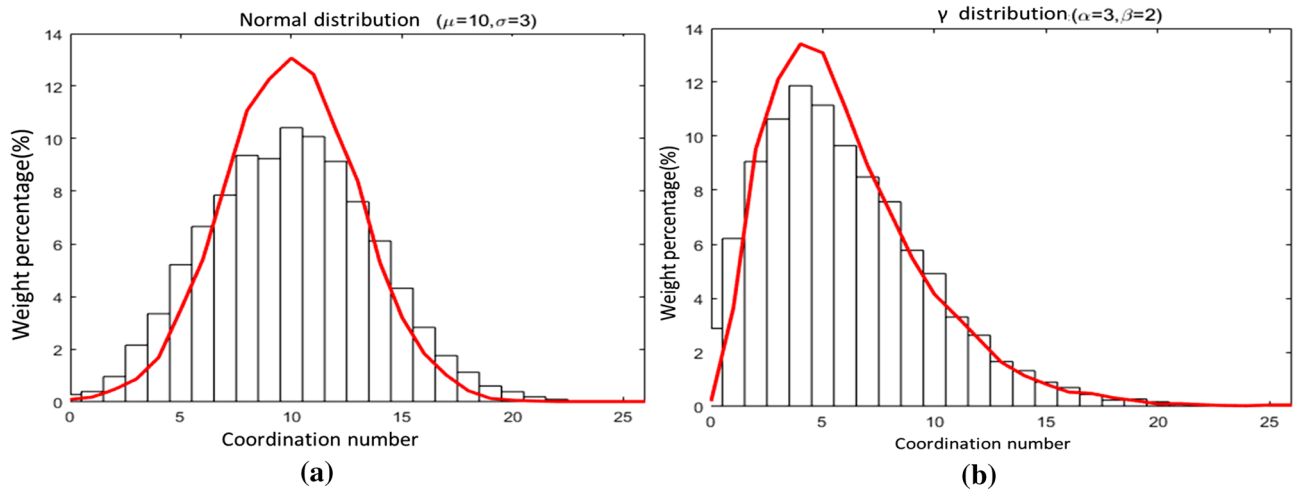 Normal distribution (μ=10,σ=3)
14
12
10
8
6
4
2
0
Weight percentage(%)
0 5 10 15 20 25
Coordination number
(a)
γ distribution (α=3,β=2)
14
12
10
8
6
4
2
0
Weight percentage(%)
0 5 10 15 20 25
Coordination number
(b)